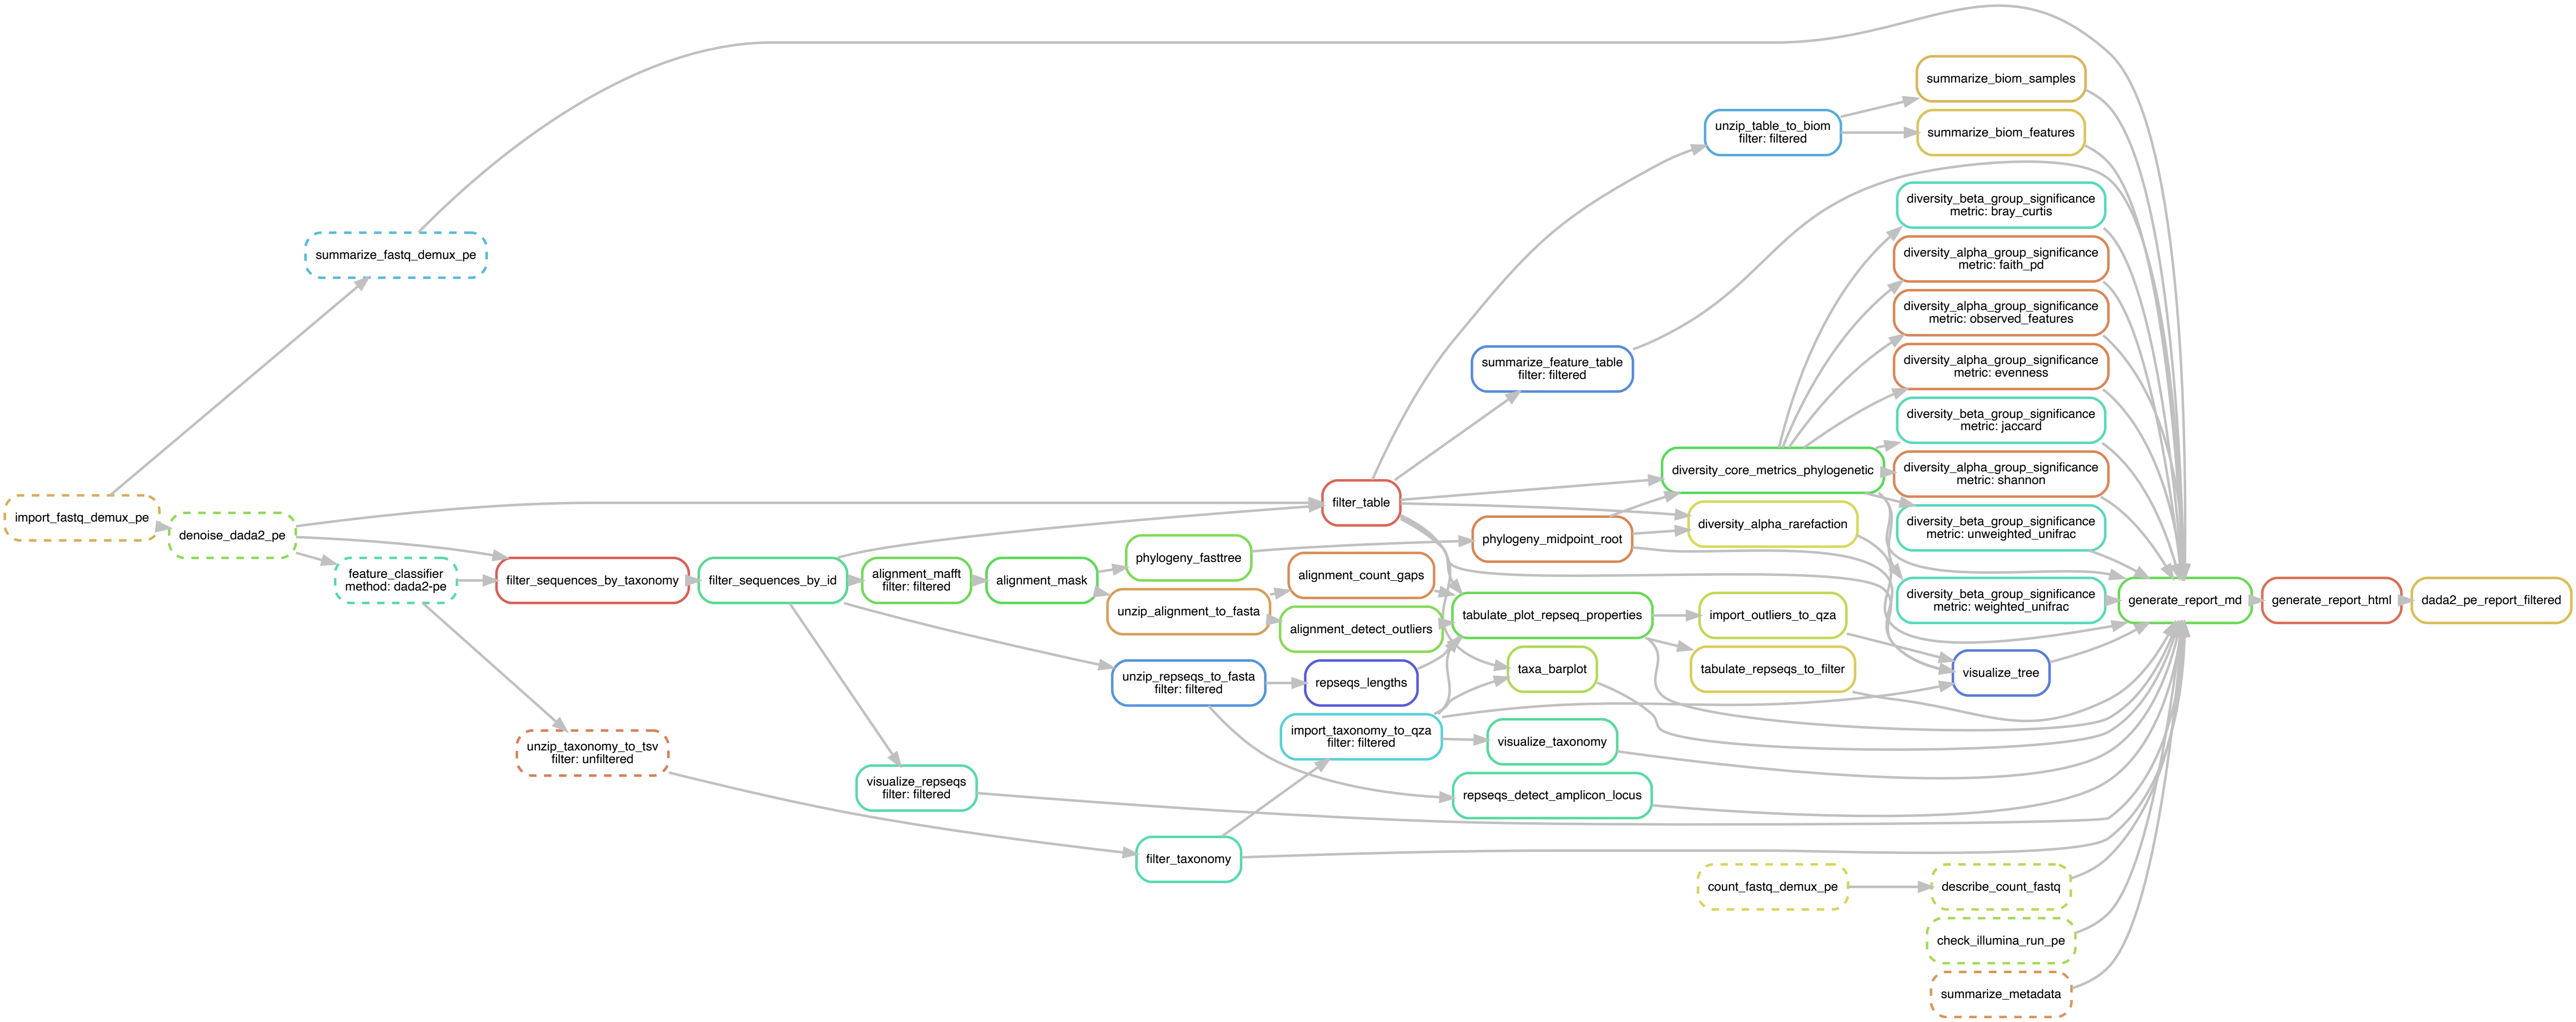 summarize_biom_samples
unzip_table_to_biom
filter: filtered
summarize_biom_features
diversity_beta_group_significance
metric: bray_curtis
summarize_fastq_demux_pe
diversity_alpha_group_significance
metric: faith_pd
diversity_alpha_group_significance
metric: observed_features
summarize_feature_table
filter: filtered
diversity_alpha_group_significance
metric: evenness
diversity_beta_group_significance
metric: jaccard
diversity_core_metrics_phylogenetic
diversity_alpha_group_significance
metric: shannon
import_fastq_demux_pe
denoise_dada2_pe
filter_table
phylogeny_midpoint_root
diversity_alpha_rarefaction
diversity_beta_group_significance
metric: unweighted_unifrac
feature_classifier
method: dada2-pe
filter_sequences_by_taxonomy
filter_sequences_by_id
alignment_mafft
filter: filtered
alignment_mask
phylogeny_fasttree
unzip_alignment_to_fasta
alignment_count_gaps
alignment_detect_outliers
tabulate_plot_repseq_properties
import_outliers_to_qza
diversity_beta_group_significance
metric: weighted_unifrac
generate_report_md
generate_report_html
dada2_pe_report_filtered
unzip_repseqs_to_fasta
filter: filtered
repseqs_lengths
taxa_barplot
tabulate_repseqs_to_filter
visualize_tree
unzip_taxonomy_to_tsv
filter: unfiltered
import_taxonomy_to_qza
filter: filtered
visualize_taxonomy
visualize_repseqs
filter: filtered
repseqs_detect_amplicon_locus
filter_taxonomy
count_fastq_demux_pe
describe_count_fastq
check_illumina_run_pe
summarize_metadata